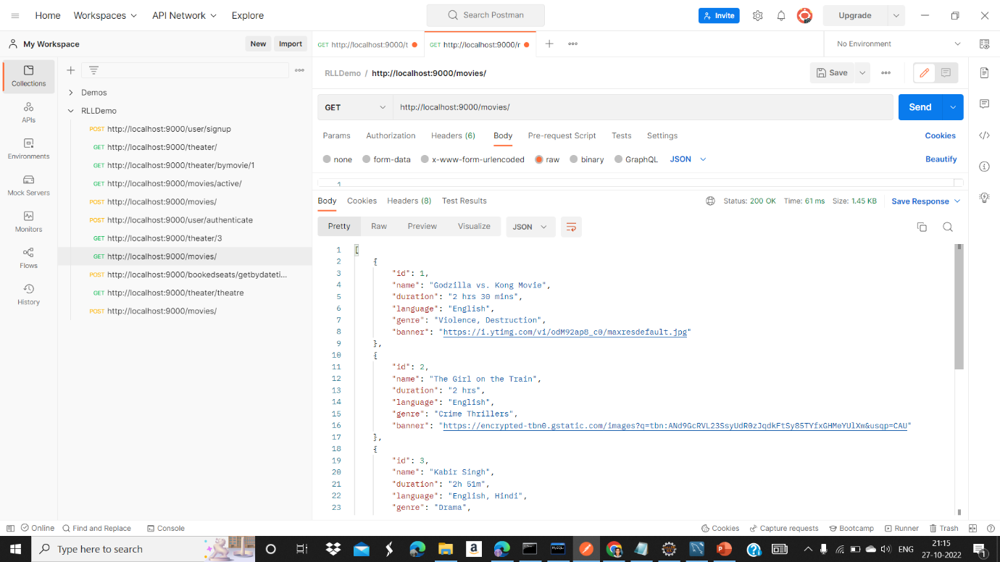 Home Workspaces API Network Explore Search Postman Invite Upgrade
My Workspace New Import GET http://localhost:9000/t GET http://localhost:9000/r No Environment
Collections
APIs
Environments
Mock Servers
Monitors
Flows
History
Demos
RLLDemo
POST http://localhost:9000/user/signup
GET http://localhost:9000/theater/
GET http://localhost:9000/theater/bymovie/1
GET http://localhost:9000/movies/active/
POST http://localhost:9000/movies/
POST http://localhost:9000/user/authenticate
GET http://localhost:9000/theater/3
GET http://localhost:9000/movies/
POST http://localhost:9000/bookedseats/getbydateti...
GET http://localhost:9000/theater/theatre
POST http://localhost:9000/movies/
RLLDemo / http://localhost:9000/movies/ Save
GET http://localhost:9000/movies/ Send
Params Authorization Headers (6) Body Pre-request Script Tests Settings Cookies
none form-data x-www-form-urlencoded raw binary GraphQL JSON Beautify
1
Body Cookies Headers (8) Test Results Status: 200 OK Time: 61 ms Size: 1.45 KB Save Response
Pretty Raw Preview Visualize JSON
1 [
2 {
3 "id": 1,
4 "name": "Godzilla vs. Kong Movie",
5 "duration": "2 hrs 30 mins",
6 "language": "English",
7 "genre": "Violence, Destruction",
8 "banner": "https://i.ytimg.com/vi/odM92ap8_c0/maxresdefault.jpg"
9 },
10 {
11 "id": 2,
12 "name": "The Girl on the Train",
13 "duration": "2 hrs",
14 "language": "English",
15 "genre": "Crime Thrillers",
16 "banner": "https://encrypted-tbn0.gstatic.com/images?q=tbn:ANd9GcRVL23SsyUdR0zJqdkFtSy85TYfxGHMeYUlXw&usqp=CAU"
17 },
18 {
19 "id": 3,
20 "name": "Kabir Singh",
21 "duration": "2h 51m",
22 "language": "English, Hindi",
23 "genre": "Drama",
Online Find and Replace Console Cookies Capture requests Bootcamp Runner Trash
Type here to search ENG 21:15
27-10-2022 1